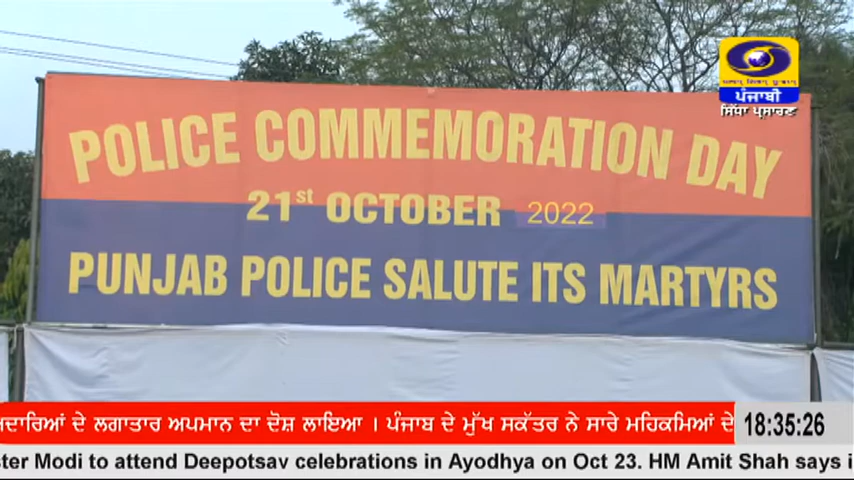 ਪੰਜਾਬੀ
ਸਿੱਧਾ ਪ੍ਰਸਾਰਣ
POLICE COMMEMORATION DAY
21st OCTOBER 2022
PUNJAB POLICE SALUTE ITS MARTYRS
ਦਾਰਿਆਂ ਦੇ ਲਗਾਤਾਰ ਅਪਮਾਨ ਦਾ ਦੋਸ਼ ਲਾਇਆ । ਪੰਜਾਬ ਦੇ ਮੁੱਖ ਸਕੱਤਰ ਨੇ ਸਾਰੇ ਮਹਿਕਮਿਆਂ ਦੇ
18:35:26
ster Modi to attend Deepotsav celebrations in Ayodhya on Oct 23. HM Amit Shah says i